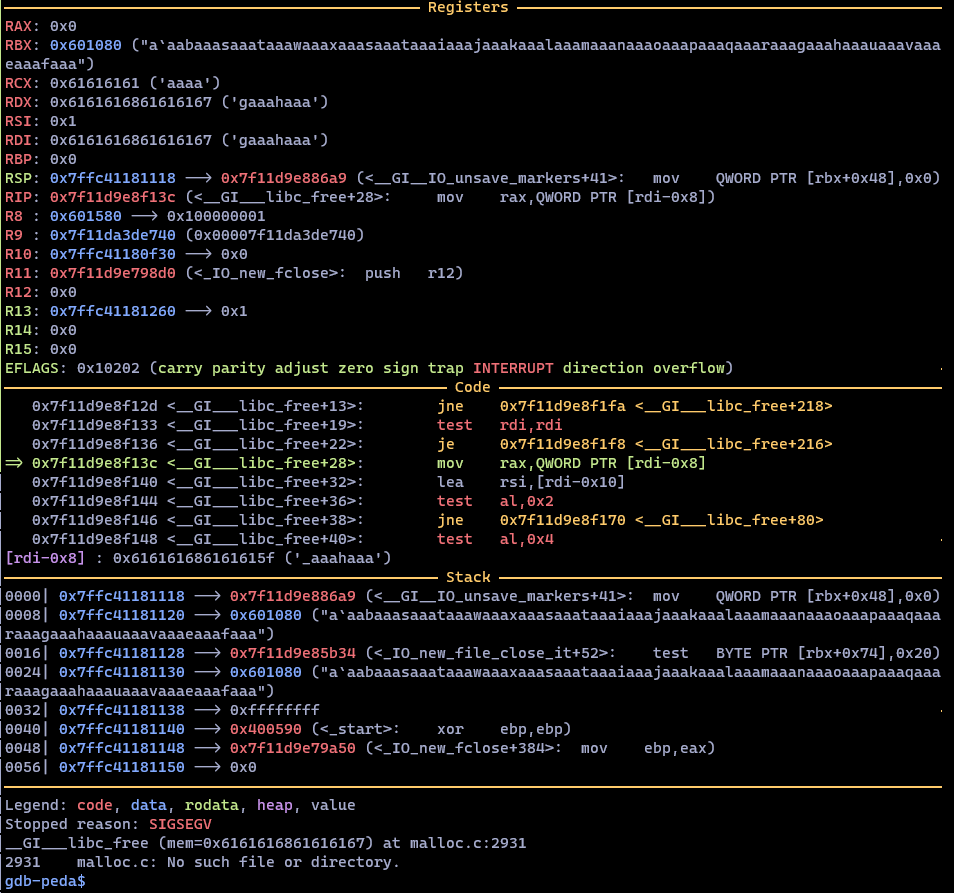 Registers
RAX: 0x0
RBX: 0x601080 ("a`aabaaasaaataaawaaaxaaasaaataaaiaaajaaakaaalaaamaaanaaaoaaapaaaqaaaraaagaaahaaauaaavaaa
eaaafaaa")
RCX: 0x61616161 ('aaaa')
RDX: 0x6161616861616167 ('gaaahaaa')
RSI: 0x1
RDI: 0x6161616861616167 ('gaaahaaa')
RBP: 0x0
RSP: 0x7ffc41181118 --> 0x7f11d9e886a9 (<__GI__IO_unsave_markers+41>:   mov    QWORD PTR [rbx+0x48],0x0)
RIP: 0x7f11d9e8f13c (<__GI___libc_free+28>:     mov    rax,QWORD PTR [rdi-0x8])
R8 : 0x601580 --> 0x100000001
R9 : 0x7f11da3de740 (0x00007f11da3de740)
R10: 0x7ffc41180f30 --> 0x0
R11: 0x7f11d9e798d0 (<_IO_new_fclose>:  push   r12)
R12: 0x0
R13: 0x7ffc41181260 --> 0x1
R14: 0x0
R15: 0x0
EFLAGS: 0x10202 (carry parity adjust zero sign trap INTERRUPT direction overflow)
Code
0x7f11d9e8f12d <__GI___libc_free+13>:        jne    0x7f11d9e8f1fa <__GI___libc_free+218>
0x7f11d9e8f133 <__GI___libc_free+19>:        test   rdi,rdi
0x7f11d9e8f136 <__GI___libc_free+22>:        je     0x7f11d9e8f1f8 <__GI___libc_free+216>
=> 0x7f11d9e8f13c <__GI___libc_free+28>:        mov    rax,QWORD PTR [rdi-0x8]
0x7f11d9e8f140 <__GI___libc_free+32>:        lea    rsi,[rdi-0x10]
0x7f11d9e8f144 <__GI___libc_free+36>:        test   al,0x2
0x7f11d9e8f146 <__GI___libc_free+38>:        jne    0x7f11d9e8f170 <__GI___libc_free+80>
0x7f11d9e8f148 <__GI___libc_free+40>:        test   al,0x4
[rdi-0x8] : 0x616161686161615f ('_aaahaaa')
Stack
0000| 0x7ffc41181118 --> 0x7f11d9e886a9 (<__GI__IO_unsave_markers+41>:  mov    QWORD PTR [rbx+0x48],0x0)
0008| 0x7ffc41181120 --> 0x601080 ("a`aabaaasaaataaawaaaxaaasaaataaaiaaajaaakaaalaaamaaanaaaoaaapaaaqaaa
raaagaaahaaauaaavaaaeaaafaaa")
0016| 0x7ffc41181128 --> 0x7f11d9e85b34 (<_IO_new_file_close_it+52>:    test   BYTE PTR [rbx+0x74],0x20)
0024| 0x7ffc41181130 --> 0x601080 ("a`aabaaasaaataaawaaaxaaasaaataaaiaaajaaakaaalaaamaaanaaaoaaapaaaqaaa
raaagaaahaaauaaavaaaeaaafaaa")
0032| 0x7ffc41181138 --> 0xffffffff
0040| 0x7ffc41181140 --> 0x400590 (<_start>:    xor    ebp,ebp)
0048| 0x7ffc41181148 --> 0x7f11d9e79a50 (<_IO_new_fclose+384>:  mov    ebp,eax)
0056| 0x7ffc41181150 --> 0x0
Legend: code, data, rodata, heap, value
Stopped reason: SIGSEGV
__GI___libc_free (mem=0x6161616861616167) at malloc.c:2931
2931    malloc.c: No such file or directory.
gdb-peda$